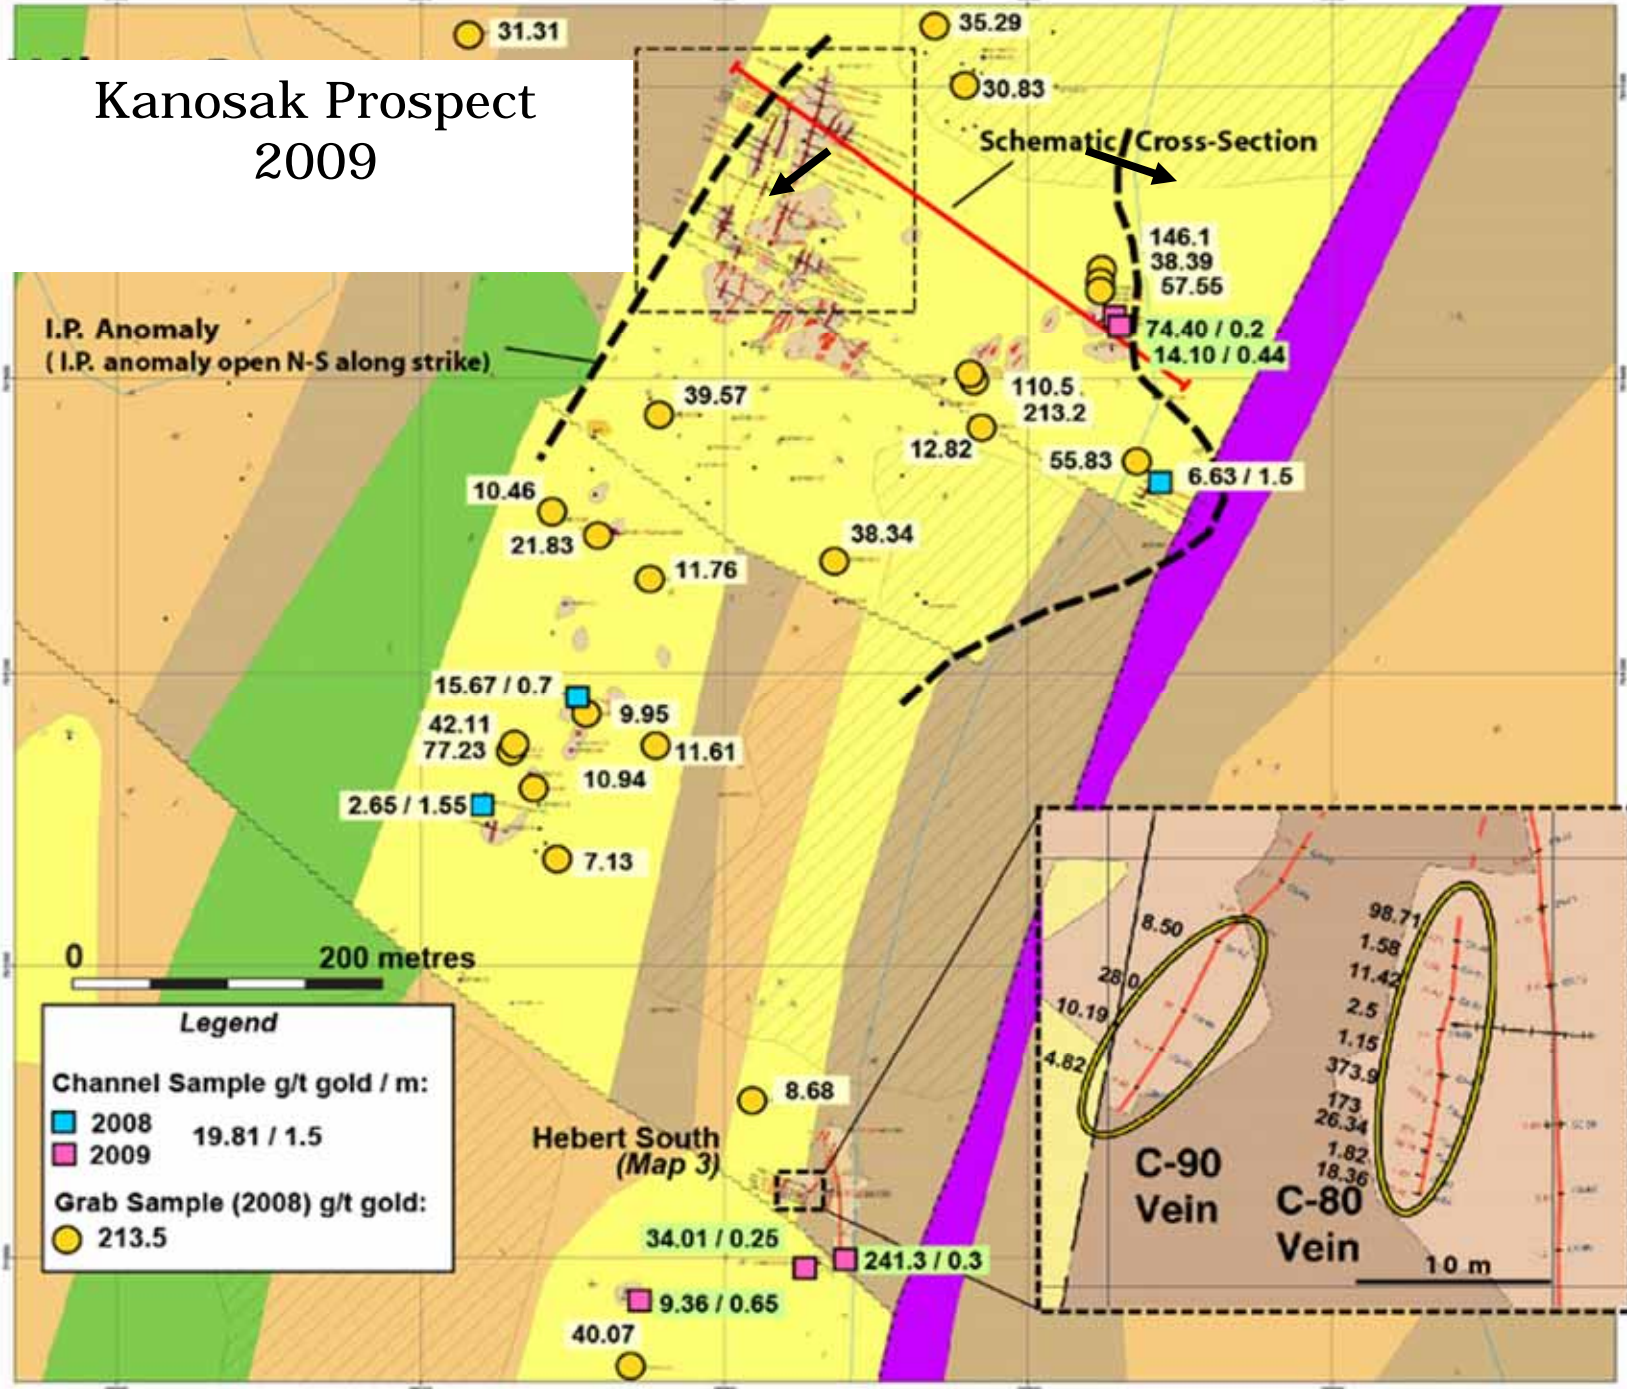 31.31
35.29
Kanosak Prospect
2009
30.83
Schematic Cross-Section
146.1
38.39
57.55
I.P. Anomaly
( I.P. anomaly open N-S along strike)
74.40 / 0.2
14.10 / 0.44
39.57
110.5
213.2
12.82
55.83
6.63 / 1.5
10.46
21.83
38.34
11.76
15.67 / 0.7
9.95
42.11
77.23
11.61
10.94
2.65 / 1.55
7.13
0 200 metres
Legend
Channel Sample g/t gold / m:
2008
19.81 / 1.5
2009
Grab Sample (2008) g/t gold:
213.5
8.68
Hebert South
(Map 3)
34.01 / 0.25
241.3 / 0.3
9.36 / 0.65
40.07
8.50
28.0
10.19
4.82
C-90
Vein
98.71
1.58
11.42
2.5
1.15
373.9
173
26.34
1.82
18.36
C-80
Vein
10 m